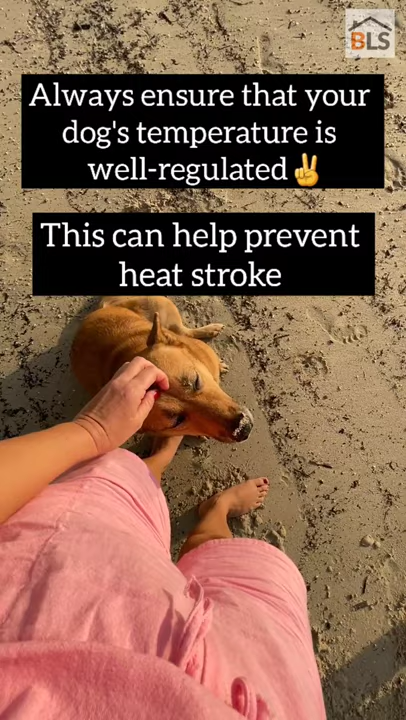 BLS
Always ensure that your
dog's temperature is
well-regulated✌️
This can help prevent
heat stroke